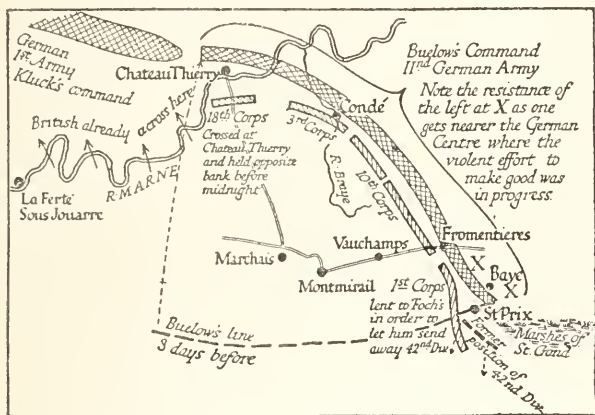 German
1st Army
Kluck's command
Chateau Thierry
Buelow's Command
IInd German Army
Note the resistance of
the left at X as one
gets nearer the German
Centre where the
violent effort to
make good was
in progress.
British already
across here
R. MARNE
La Ferté
Sous Jouarre
18th Corps
Crossed at
Chateau Thierry
and held opposite
bank before
midnight
3rd Corps
Condé
10th Corps
R. Braye
Fromentieres
X
Baye
X
Marchais
Vauchamps
Montmirail
1st Corps
lent to Foch's
in order to
let him send
away 42nd Div.
St Prix
Marshes of
St. Gond
Former
position of
42nd Div.
Buelow's line
3 days before